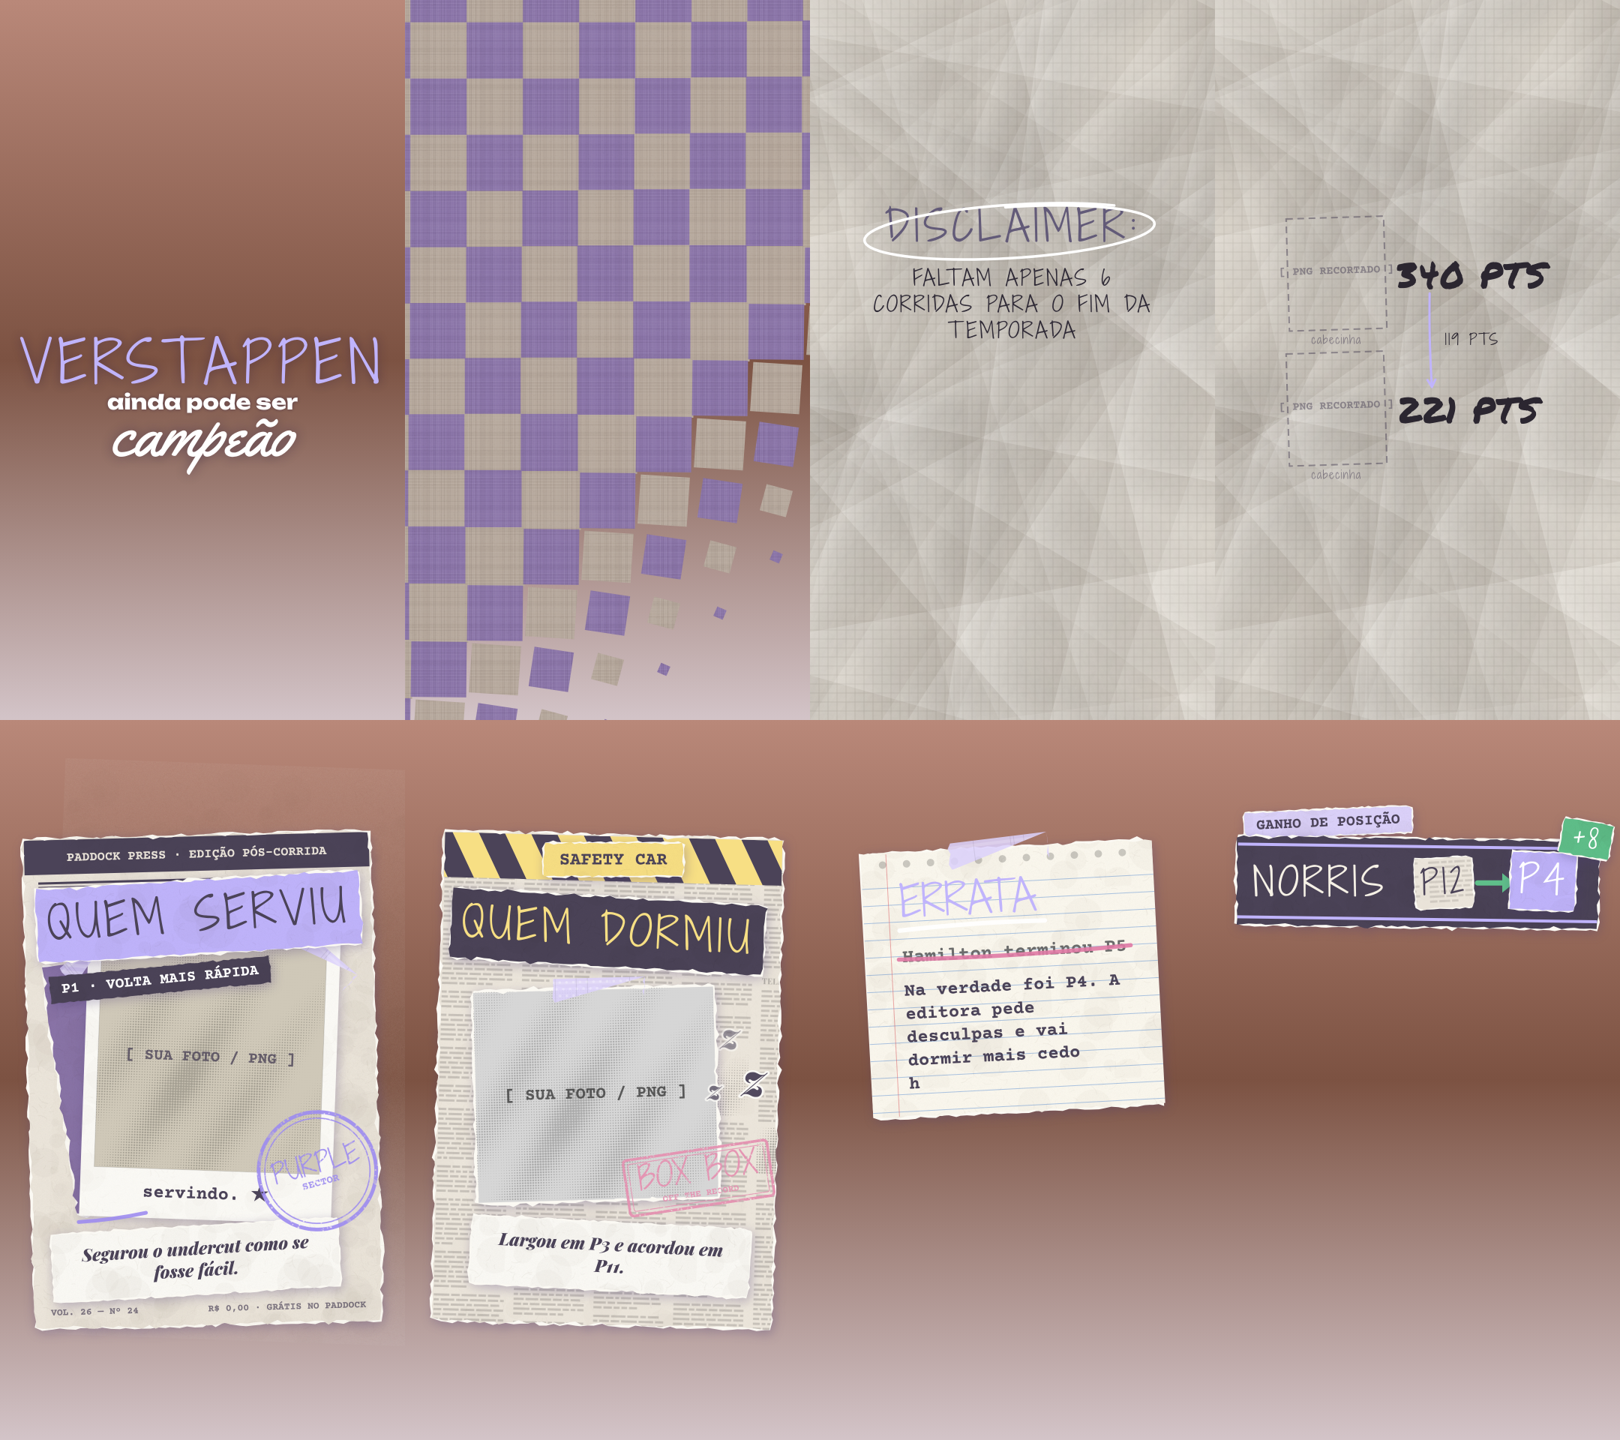 VERSTAPPEN
ainda pode ser
campeão
DISCLAIMER:
FALTAM APENAS 6
CORRIDAS PARA O FIM DA
TEMPORADA
[ PNG RECORTADO ]
340 PTS
cabecinha
119 PTS
[ PNG RECORTADO ]
221 PTS
cabecinha
PADDOCK PRESS · EDIÇÃO PÓS-CORRIDA
QUEM SERVIU
P1 · VOLTA MAIS RÁPIDA
[ SUA FOTO / PNG ]
PURPLE
SECTOR
servindo. ★
Segurou o undercut como se
fosse fácil.
VOL. 26 — Nº 24
R$ 0,00 · GRÁTIS NO PADDOCK
SAFETY CAR
QUEM DORMIU
[ SUA FOTO / PNG ]
z
z
z
BOX BOX
OFF THE RECORD
Largou em P3 e acordou em
P11.
ERRATA
Hamilton terminou P5
Na verdade foi P4. A
editora pede
desculpas e vai
dormir mais cedo
h
GANHO DE POSIÇÃO
NORRIS
P12
P4
+8